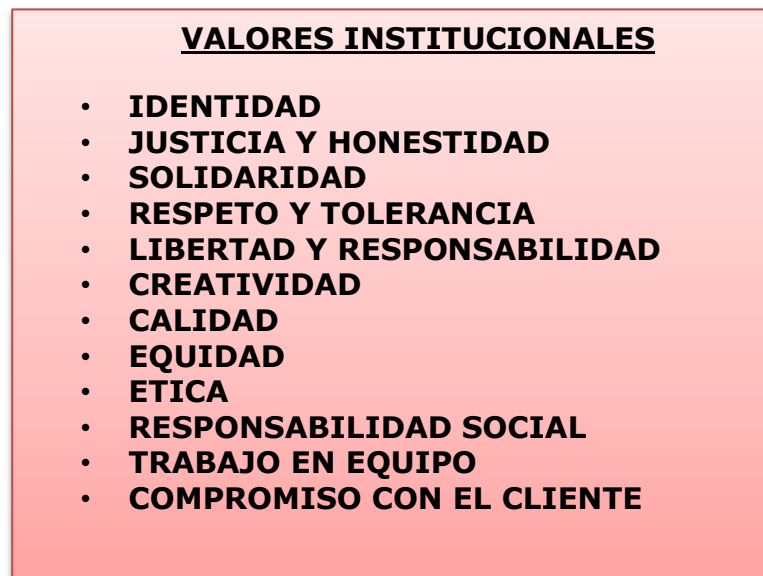 VALORES INSTITUCIONALES
• IDENTIDAD
• JUSTICIA Y HONESTIDAD
• SOLIDARIDAD
• RESPETO Y TOLERANCIA
• LIBERTAD Y RESPONSABILIDAD
• CREATIVIDAD
• CALIDAD
• EQUIDAD
• ETICA
• RESPONSABILIDAD SOCIAL
• TRABAJO EN EQUIPO
• COMPROMISO CON EL CLIENTE